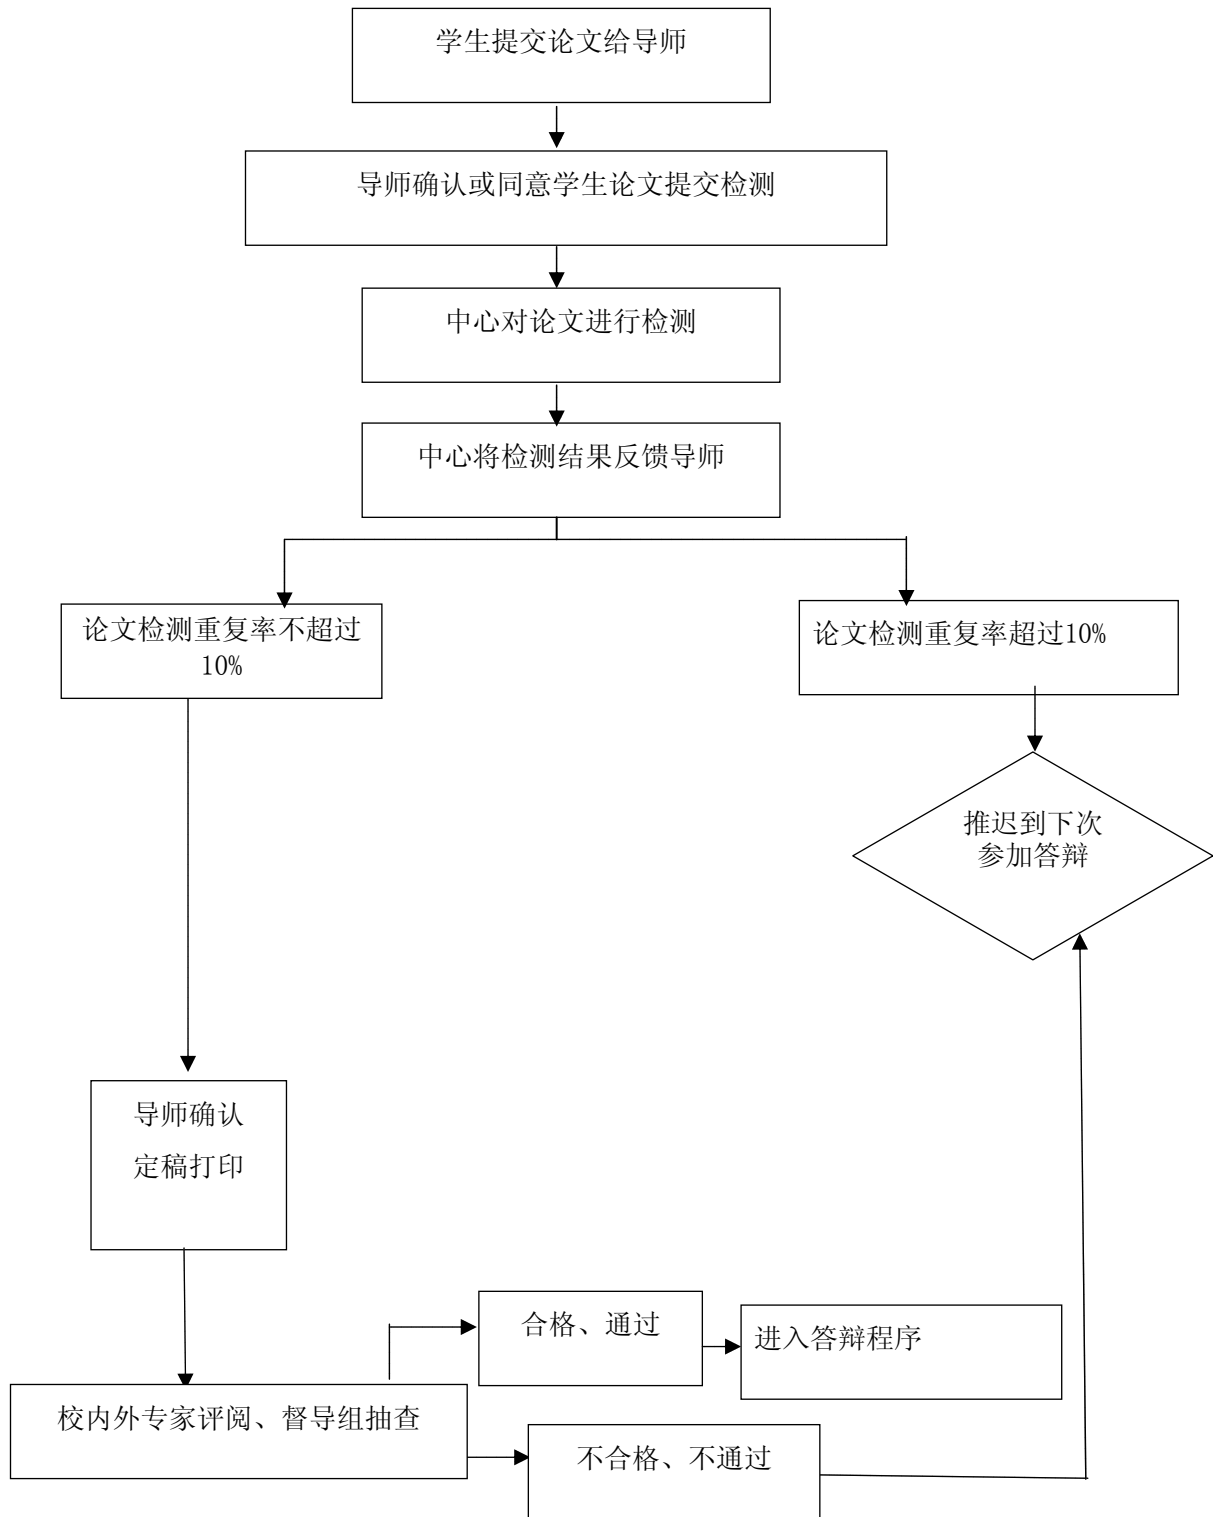 学生提交论文给导师
导师确认或同意学生论文提交检测
中心对论文进行检测
中心将检测结果反馈导师
论文检测重复率不超过
10%
论文检测重复率超过10%
推迟到下次
参加答辩
导师确认
定稿打印
合格、通过
进入答辩程序
校内外专家评阅、督导组抽查
不合格、不通过